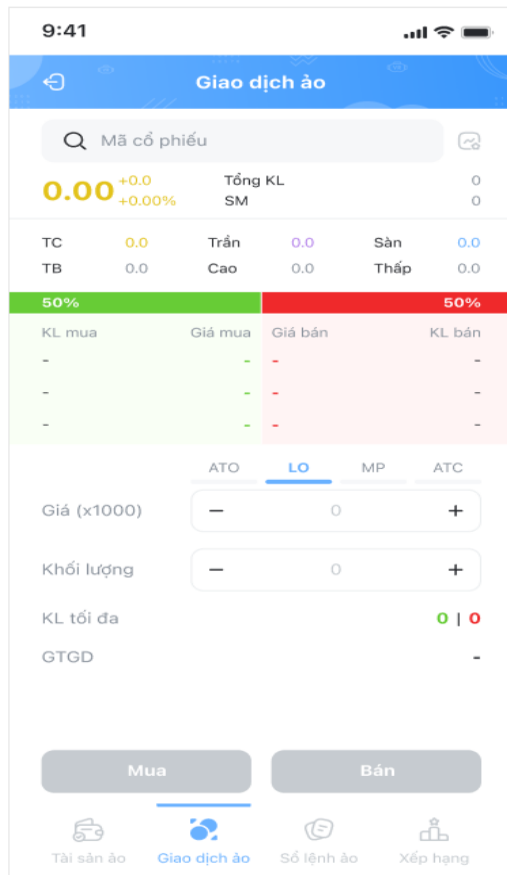 9:41
Giao dịch ảo
Mã cổ phiếu
0.00 +0.0 Tổng KL 0
+0.00% SM 0
TC 0.0 Trần 0.0 Sàn 0.0
TB 0.0 Cao 0.0 Thấp 0.0
50% 50%
KL mua Giá mua Giá bán KL bán
- - - -
- - - -
- - - -
ATO LO MP ATC
Giá (x1000) − 0 +
Khối lượng − 0 +
KL tối đa 0 | 0
GTGD -
Mua Bán
Tài sản ảo Giao dịch ảo Sổ lệnh ảo Xếp hạng